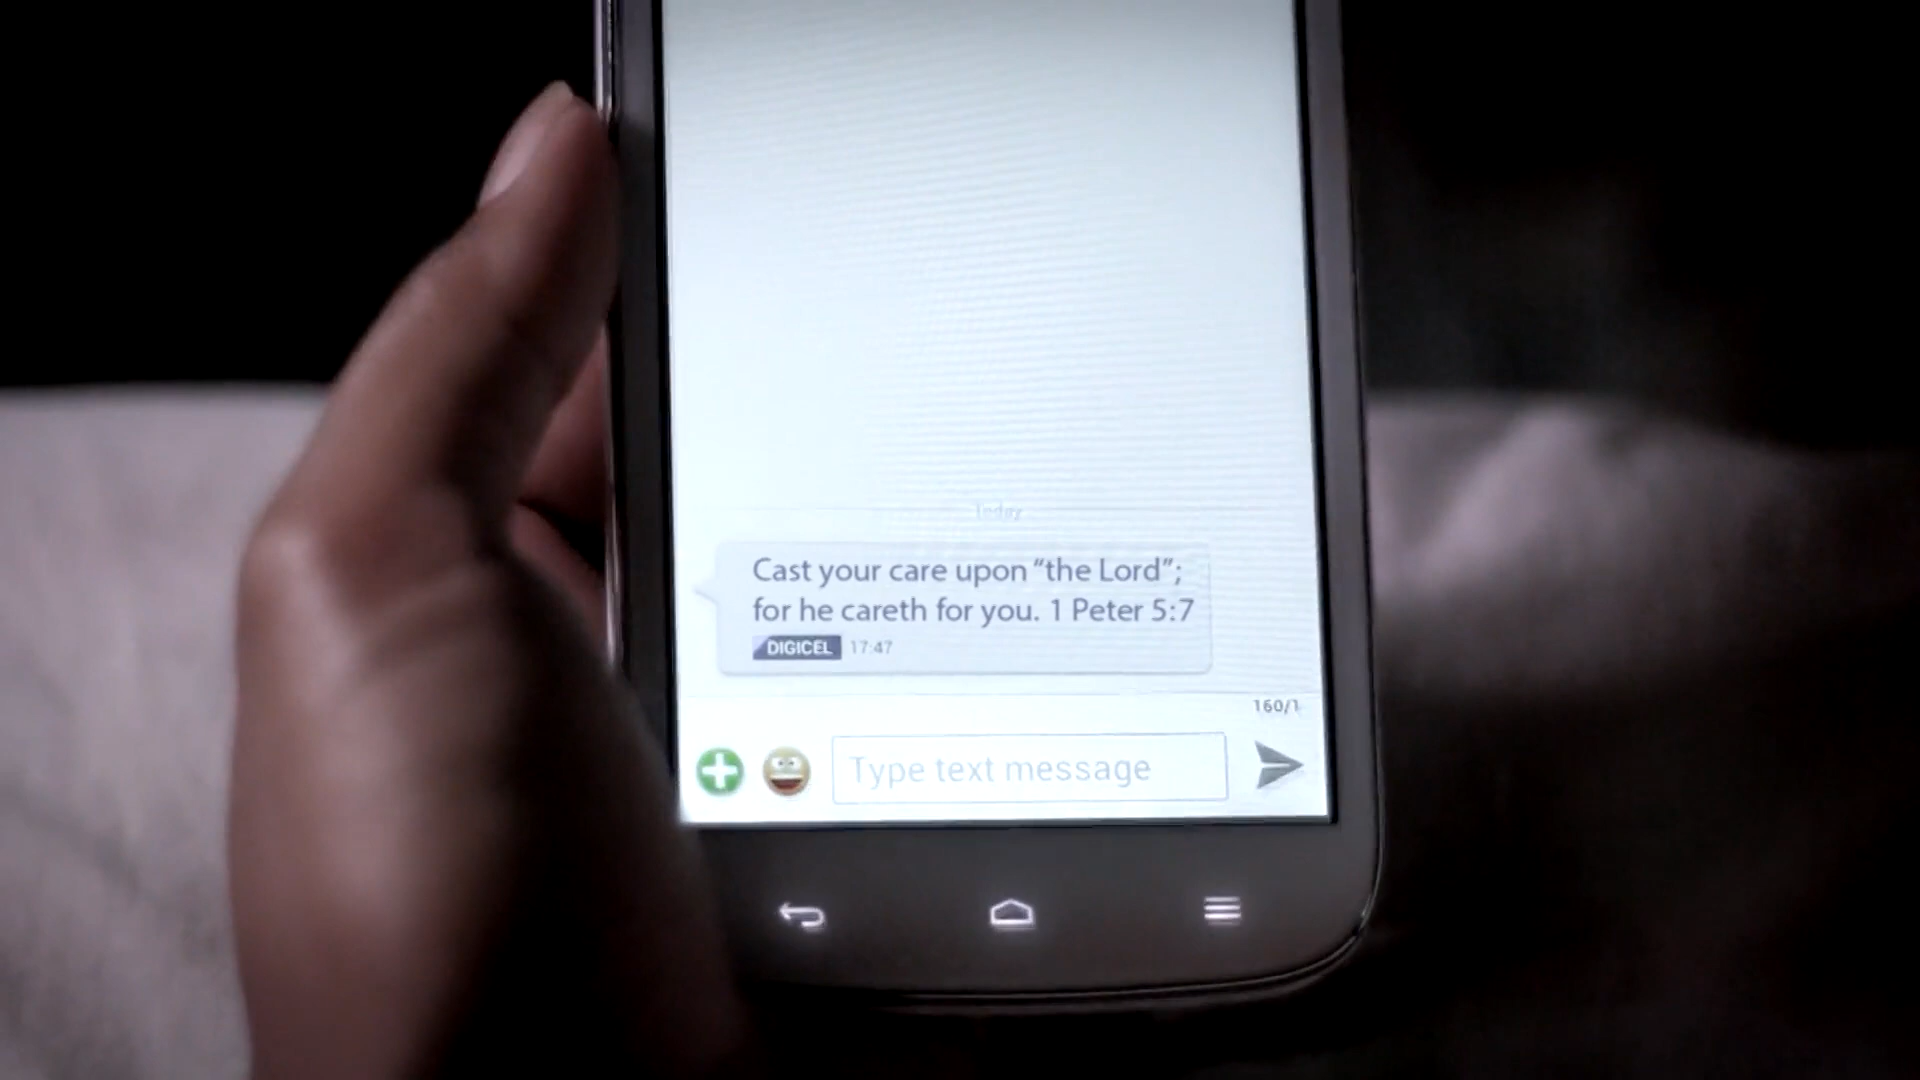 Today
Cast your care upon “the Lord”;
for he careth for you. 1 Peter 5:7
DIGICEL 17:47
160/1
Type text message